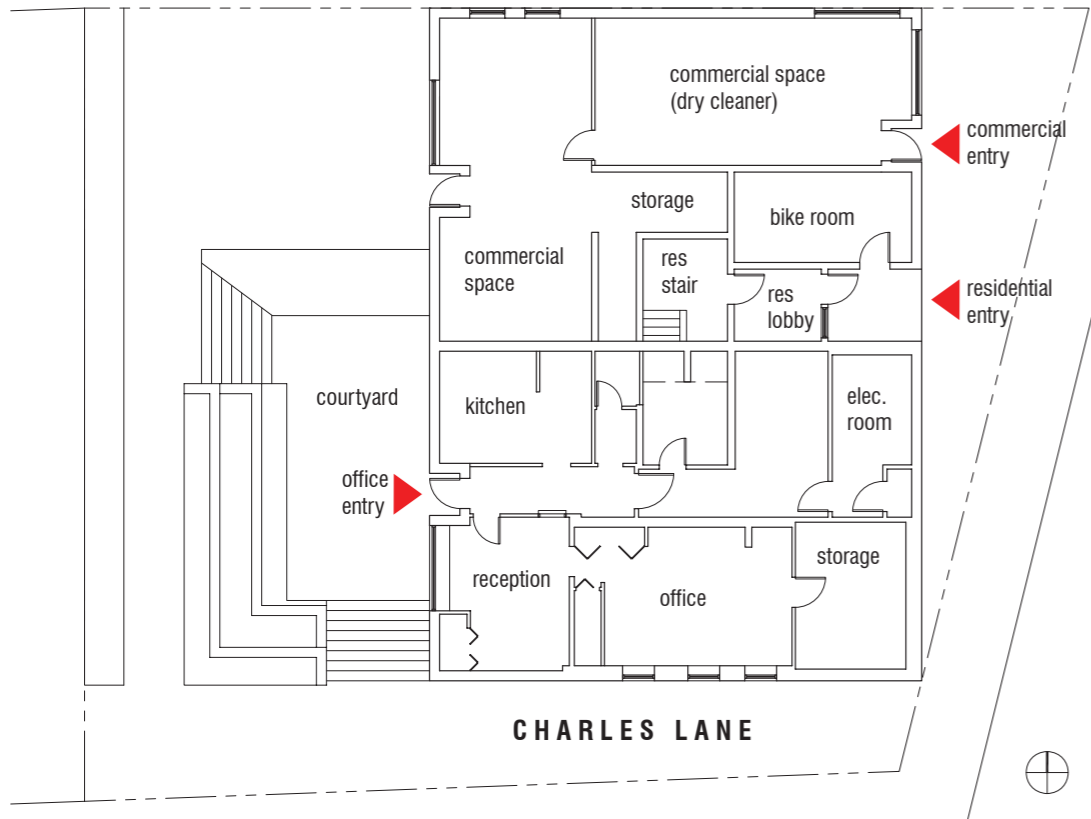 commercial space
(dry cleaner)
commercial
entry
storage
bike room
commercial
space
res
stair
res
lobby
residential
entry
courtyard
kitchen
elec.
room
office
entry
reception
office
storage
CHARLES LANE